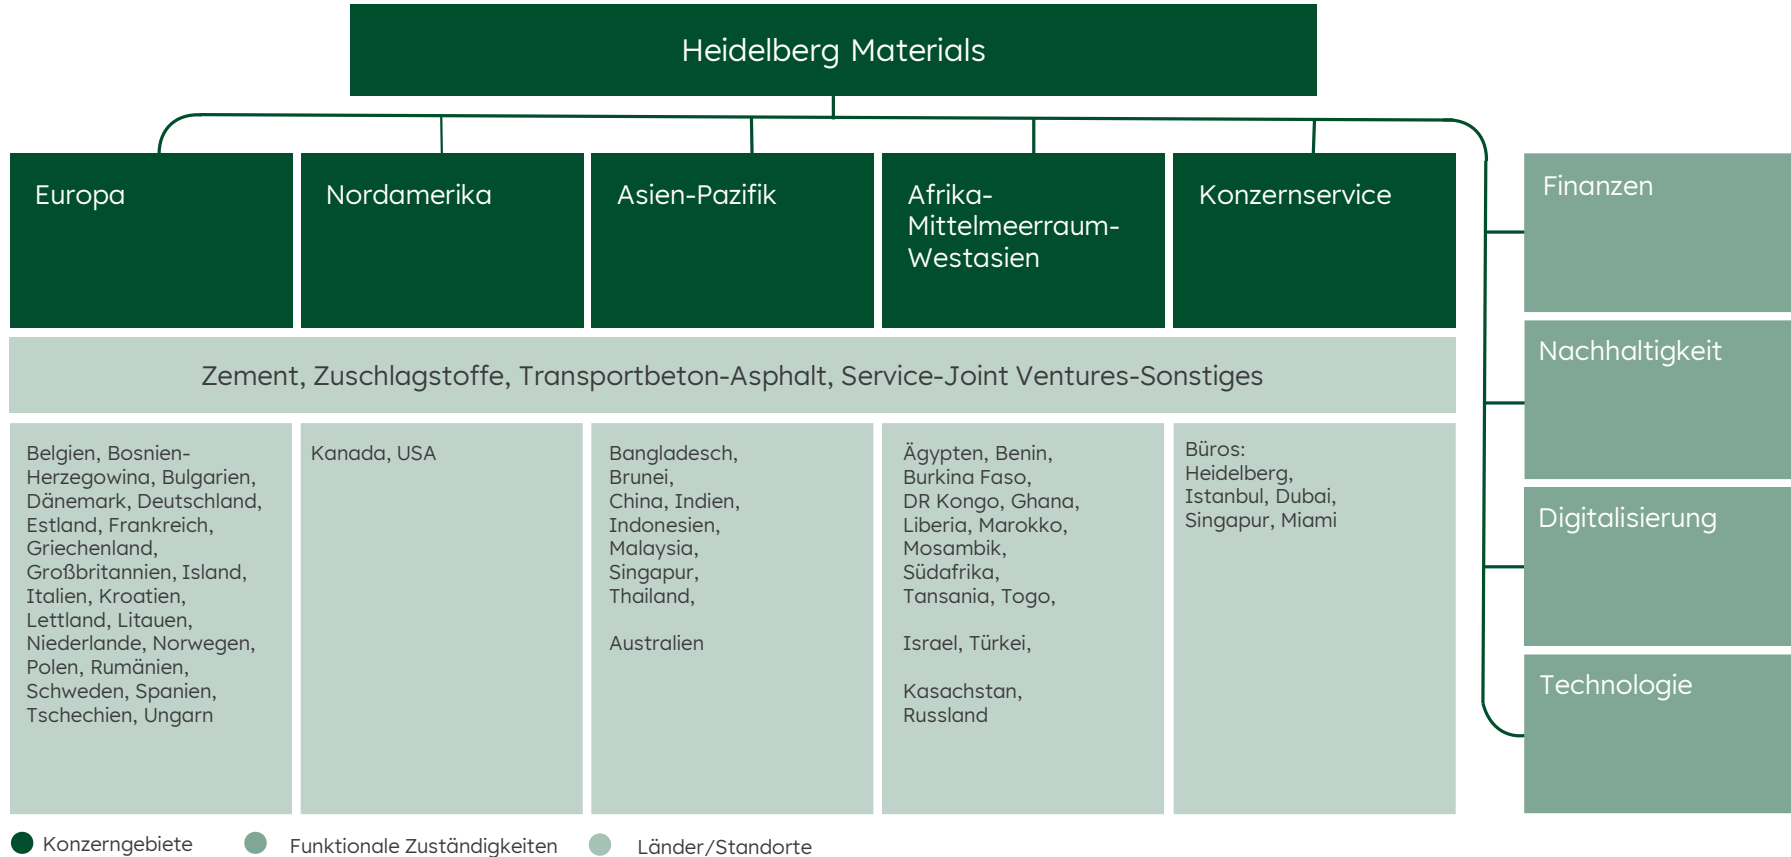 Heidelberg Materials
Europa
Nordamerika
Asien-Pazifik
Afrika-
Mittelmeerraum-
Westasien
Konzernservice
Zement, Zuschlagstoffe, Transportbeton-Asphalt, Service-Joint Ventures-Sonstiges
Belgien, Bosnien-
Herzegowina, Bulgarien,
Dänemark, Deutschland,
Estland, Frankreich,
Griechenland,
Großbritannien, Island,
Italien, Kroatien,
Lettland, Litauen,
Niederlande, Norwegen,
Polen, Rumänien,
Schweden, Spanien,
Tschechien, Ungarn
Kanada, USA
Bangladesch,
Brunei,
China, Indien,
Indonesien,
Malaysia,
Singapur,
Thailand,
Australien
Ägypten, Benin,
Burkina Faso,
DR Kongo, Ghana,
Liberia, Marokko,
Mosambik,
Südafrika,
Tansania, Togo,
Israel, Türkei,
Kasachstan,
Russland
Büros:
Heidelberg,
Istanbul, Dubai,
Singapur, Miami
Finanzen
Nachhaltigkeit
Digitalisierung
Technologie
Konzerngebiete
Funktionale Zuständigkeiten
Länder/Standorte